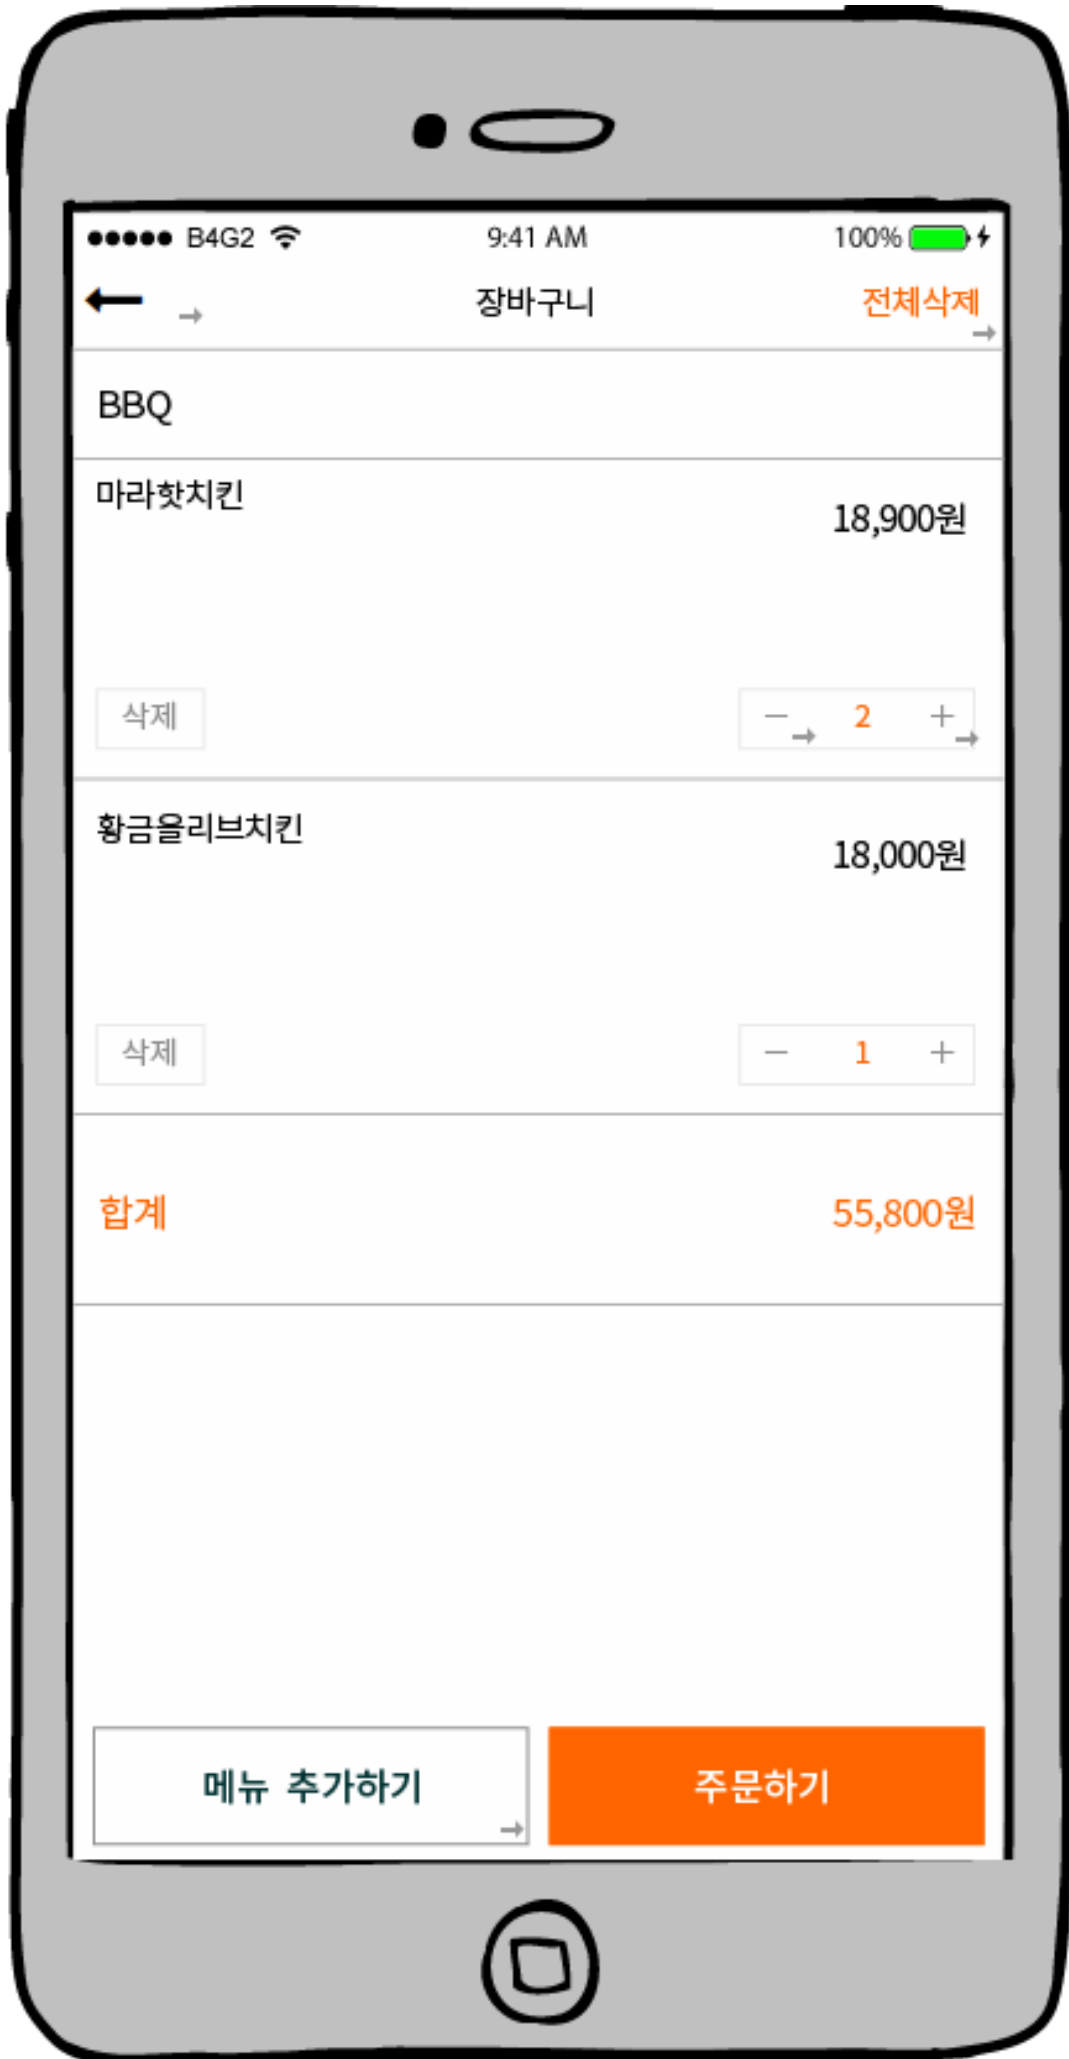 B4G2 9:41 AM 100%
장바구니 전체삭제
BBQ
마라핫치킨
18,900원
삭제 − 2 +
황금올리브치킨
18,000원
삭제 − 1 +
합계 55,800원
메뉴 추가하기 주문하기